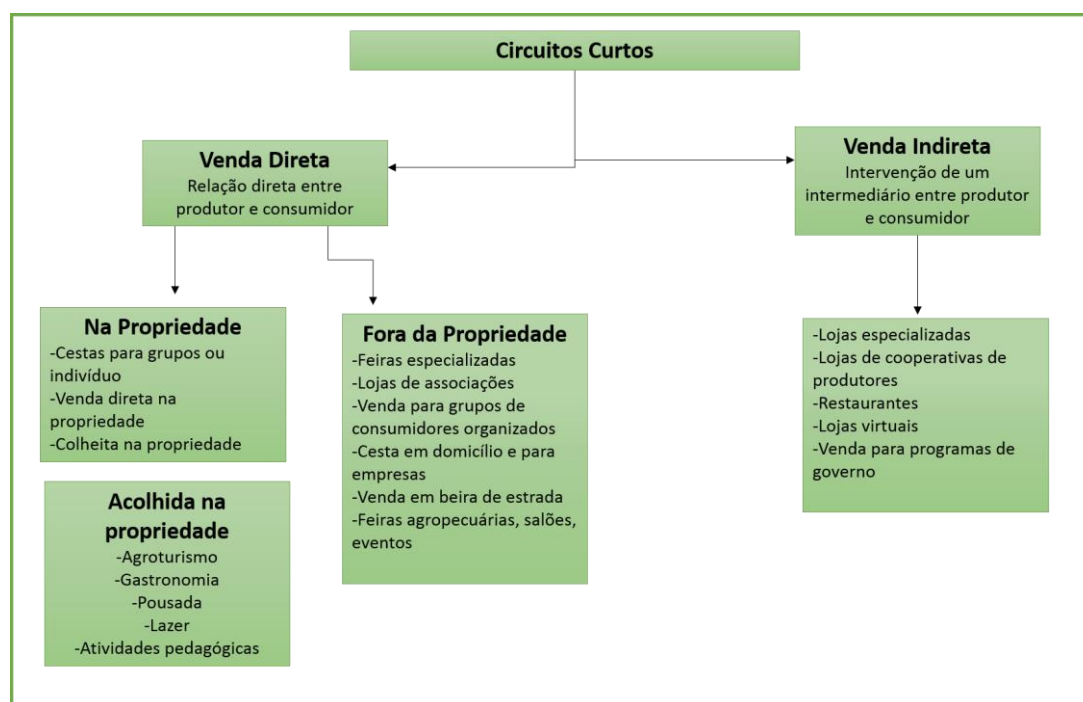 Circuitos Curtos
Venda Direta
Relação direta entre
produtor e consumidor
Venda Indireta
Intervenção de um
intermediário entre produtor
e consumidor
Na Propriedade
-Cestas para grupos ou
indivíduo
-Venda direta na
propriedade
-Colheita na propriedade
Acolhida na
propriedade
-Agroturismo
-Gastronomia
-Pousada
-Lazer
-Atividades pedagógicas
Fora da Propriedade
-Feiras especializadas
-Lojas de associações
-Venda para grupos de
consumidores organizados
-Cesta em domicílio e para
empresas
-Venda em beira de estrada
-Feiras agropecuárias, salões,
eventos
-Lojas especializadas
-Lojas de cooperativas de
produtores
-Restaurantes
-Lojas virtuais
-Venda para programas de
governo